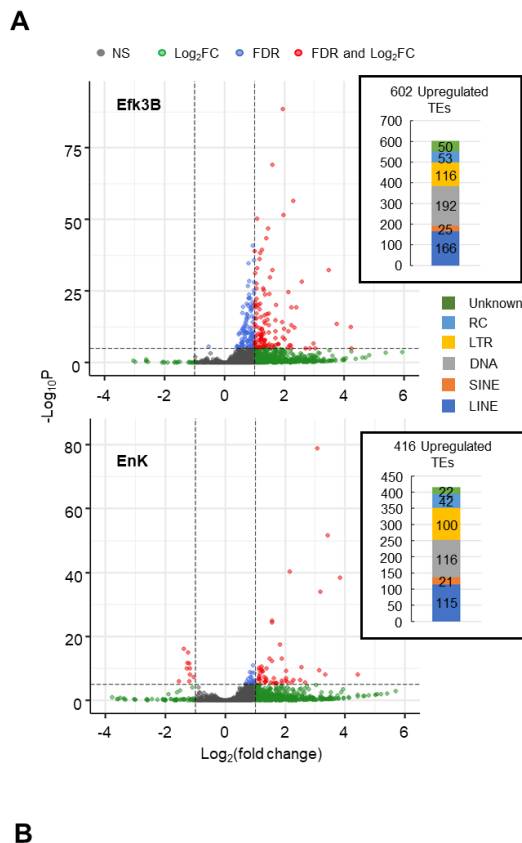 A
NS Log2FC FDR FDR and Log2FC
Efk3B
75
50
25
0
-4 -2 0 2 4 6
602 Upregulated
TEs
700
600
500
400
300
200
100
0
50
53
116
192
25
166
Unknown
RC
LTR
DNA
SINE
LINE
-Log10P
EnK
80
60
40
20
0
-4 -2 0 2 4 6
Log2(fold change)
416 Upregulated
TEs
450
400
350
300
250
200
150
100
50
0
22
42
100
116
21
115
B